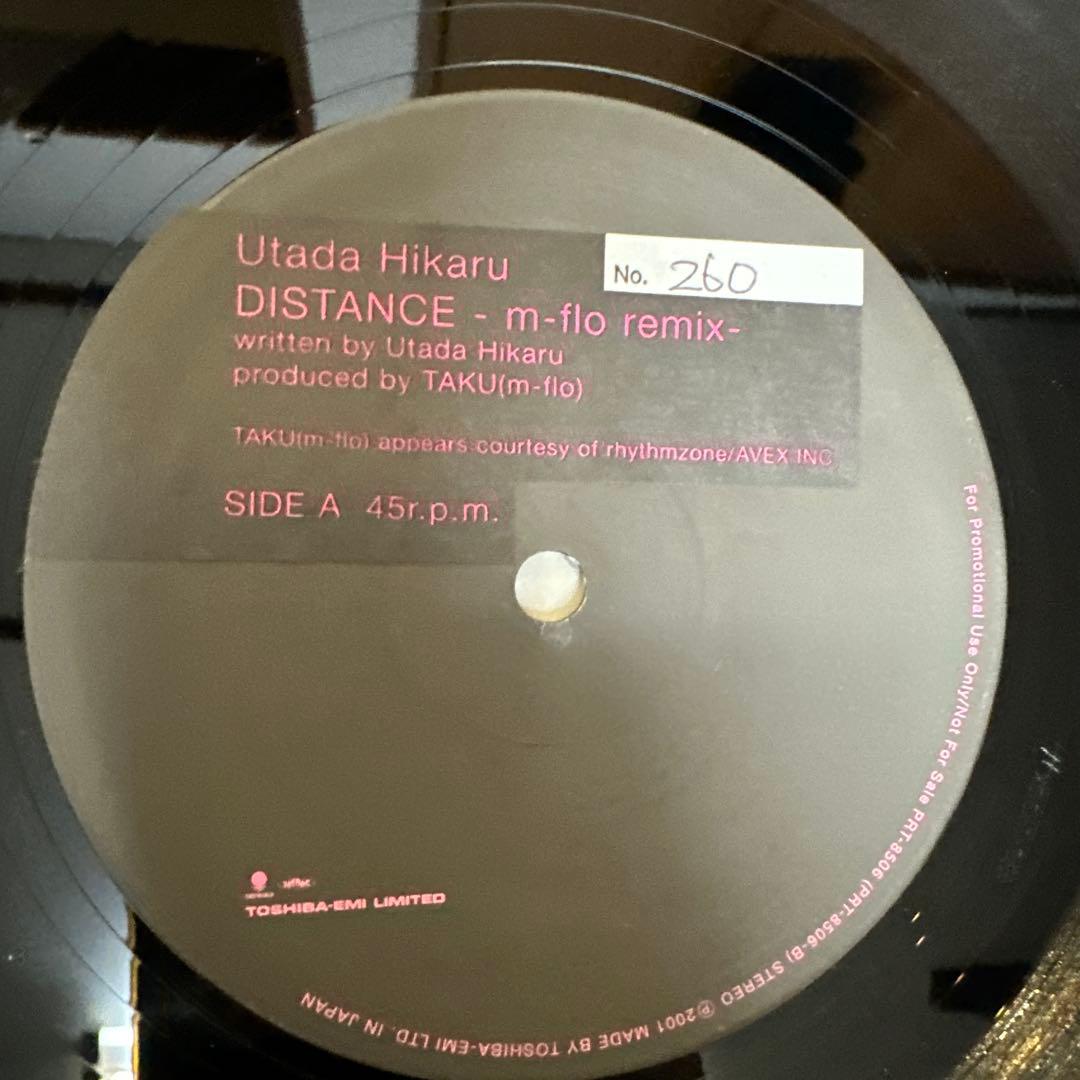 Utada Hikaru
No. 260
DISTANCE - m-flo remix-
written by Utada Hikaru
produced by TAKU(m-flo)
TAKU(m-flo) appears courtesy of rhythmzone/AVEX INC
SIDE A 45r.p.m.
TOSHIBA-EMI LIMITED
For Promotional Use Only/Not For Sale PRT-8506 (PRT-8506-B) STEREO ℗2001 MADE BY TOSHIBA-EMI LTD. IN JAPAN